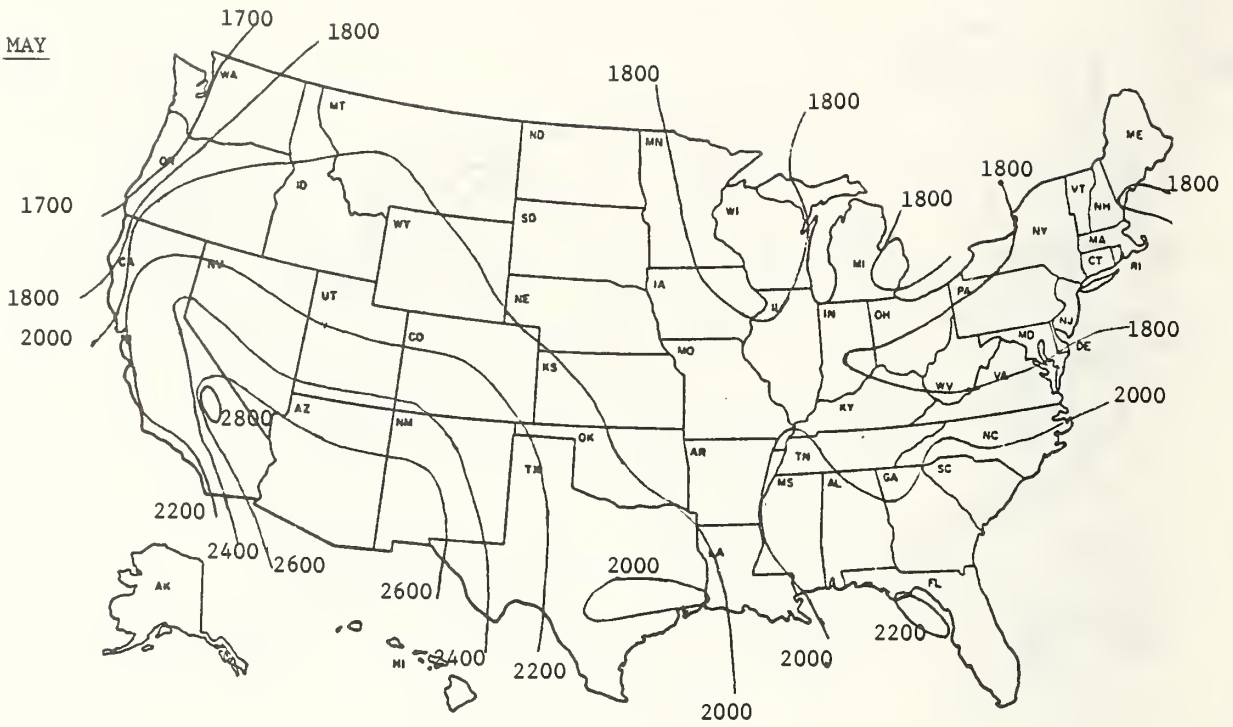 MAY
1700
1800
1800
1800
1800
1800
1800
1700
1800
2000
1800
2000
2800
2200
2400
2600
2600
2400
2200
2000
2000
2000
2200
WA
MT
ND
MN
ME
ID
WY
SD
WI
MI
NY
VT
NH
MA
CT
RI
CA
NV
UT
NE
IA
IL
IN
OH
PA
NJ
MD
DE
CO
KS
MO
WV
VA
KY
AZ
NM
OK
AR
TN
NC
TX
MS
AL
GA
SC
LA
FL
AK
HI